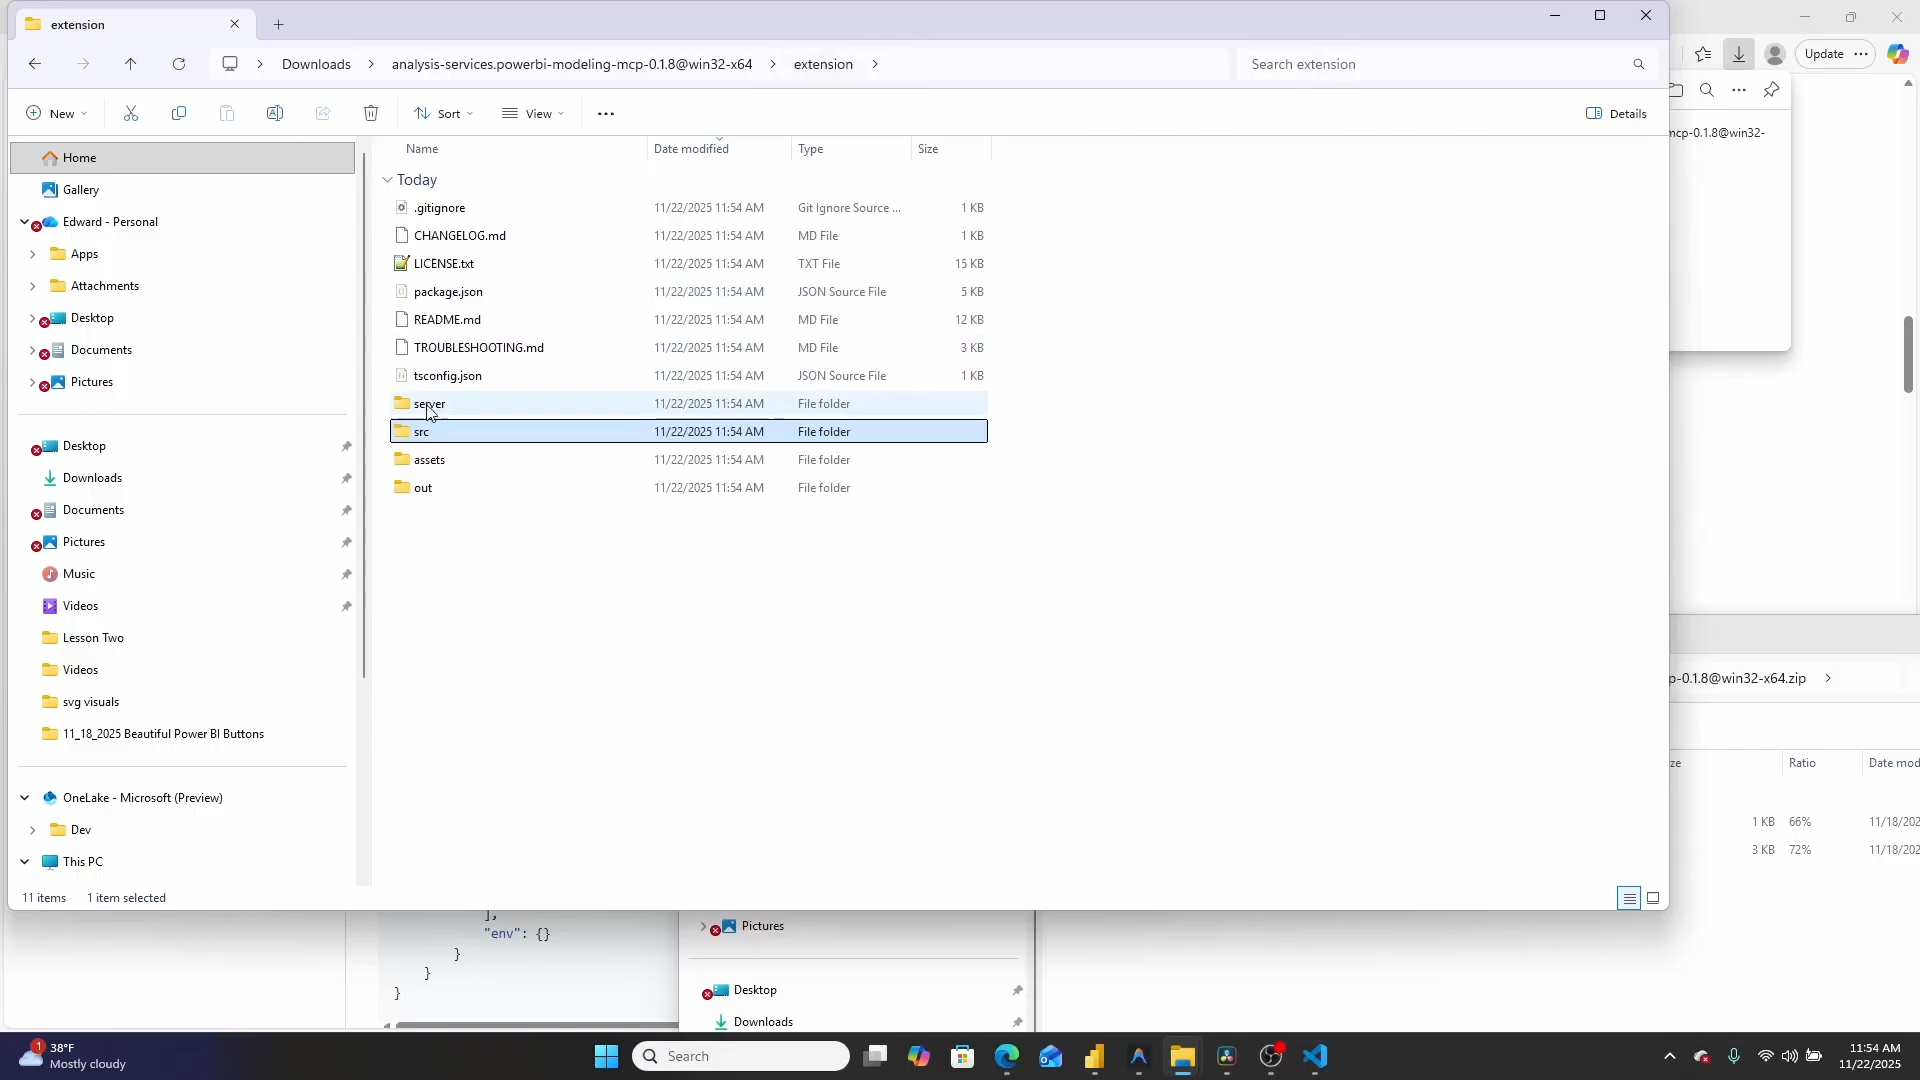 extension
Update
Downloads
analysis-services.powerbi-modeling-mcp-0.1.8@win32-x64
extension
Search extension
New
Sort
View
Details
mcp-0.1.8@win32-
Name
Date modified
Type
Size
Home
Today
Gallery
.gitignore 11/22/2025 11:54 AM Git Ignore Source ... 1 KB
Edward - Personal
CHANGELOG.md 11/22/2025 11:54 AM MD File 1 KB
Apps
LICENSE.txt 11/22/2025 11:54 AM TXT File 15 KB
Attachments
package.json 11/22/2025 11:54 AM JSON Source File 5 KB
Desktop
README.md 11/22/2025 11:54 AM MD File 12 KB
Documents
TROUBLESHOOTING.md 11/22/2025 11:54 AM MD File 3 KB
Pictures
tsconfig.json 11/22/2025 11:54 AM JSON Source File 1 KB
server 11/22/2025 11:54 AM File folder
src 11/22/2025 11:54 AM File folder
Desktop
assets 11/22/2025 11:54 AM File folder
Downloads
out 11/22/2025 11:54 AM File folder
Documents
Pictures
Music
Videos
Lesson Two
Videos
p-0.1.8@win32-x64.zip
svg visuals
11_18_2025 Beautiful Power BI Buttons
ze
Ratio
Date mod
OneLake - Microsoft (Preview)
Dev
1 KB 66% 11/18/202
This PC
3 KB 72% 11/18/202
11 items
1 item selected
],
"env": {}
}
}
}
Pictures
Desktop
Downloads
1
38°F
Mostly cloudy
Search
11:54 AM
11/22/2025